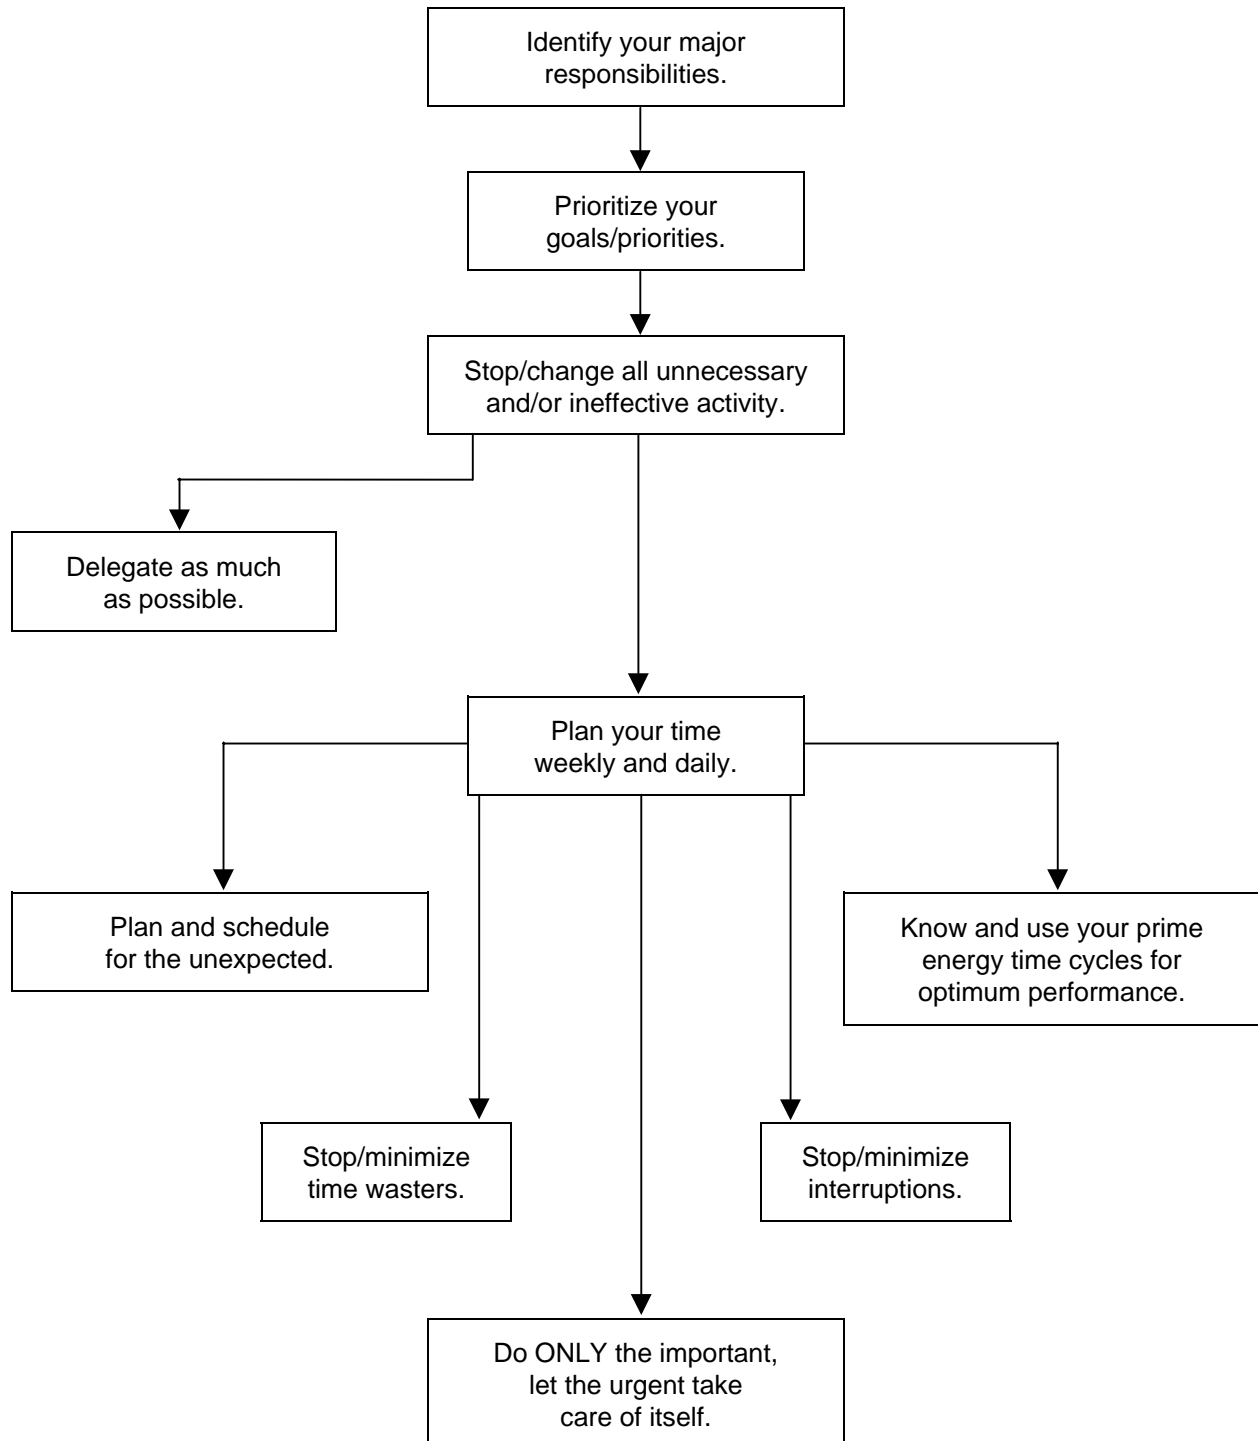 Identify your major
responsibilities.
Prioritize your
goals/priorities.
Stop/change all unnecessary
and/or ineffective activity.
Delegate as much
as possible.
Plan your time
weekly and daily.
Plan and schedule
for the unexpected.
Know and use your prime
energy time cycles for
optimum performance.
Stop/minimize
time wasters.
Stop/minimize
interruptions.
Do ONLY the important,
let the urgent take
care of itself.